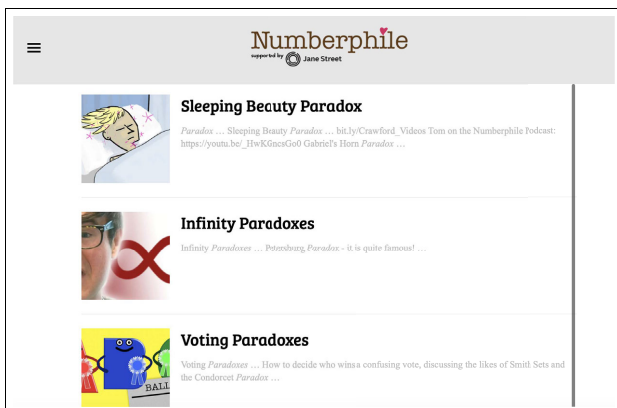 Numberphile
supported by Jane Street
Sleeping Beauty Paradox
Paradox … Sleeping Beauty Paradox … bit.ly/Crawford_Videos Tom on the Numberphile Podcast:
https://youtu.be/_HwK6ncsGo0 Gabriel's Horn Paradox …
Infinity Paradoxes
Infinity Paradoxes … Petersburg Paradox - it is quite famous! …
Voting Paradoxes
Voting Paradoxes … How to decide who wins a confusing vote, discussing the likes of Smith Sets and
the Condorcet Paradox …
BALL